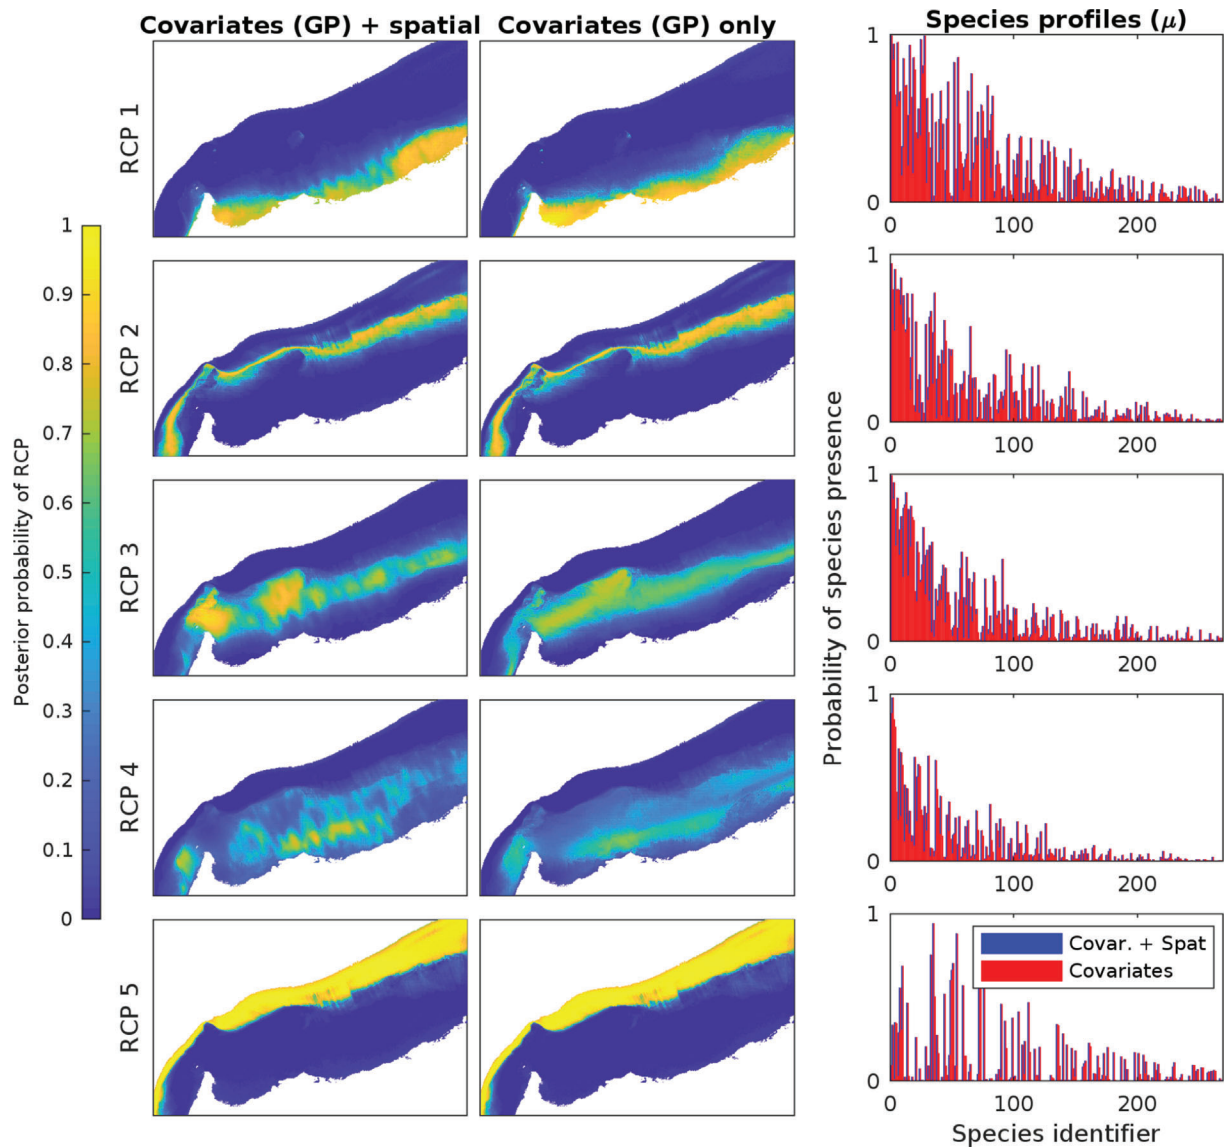 Covariates (GP) + spatial Covariates (GP) only Species profiles (μ)
RCP 1
RCP 2
RCP 3
RCP 4
RCP 5
Posterior probability of RCP
1
0.9
0.8
0.7
0.6
0.5
0.4
0.3
0.2
0.1
0
Probability of species presence
1
0
0 100 200
1
0
0 100 200
1
0
0 100 200
1
0
0 100 200
1
Covar. + Spat
Covariates
0
0 100 200
Species identifier